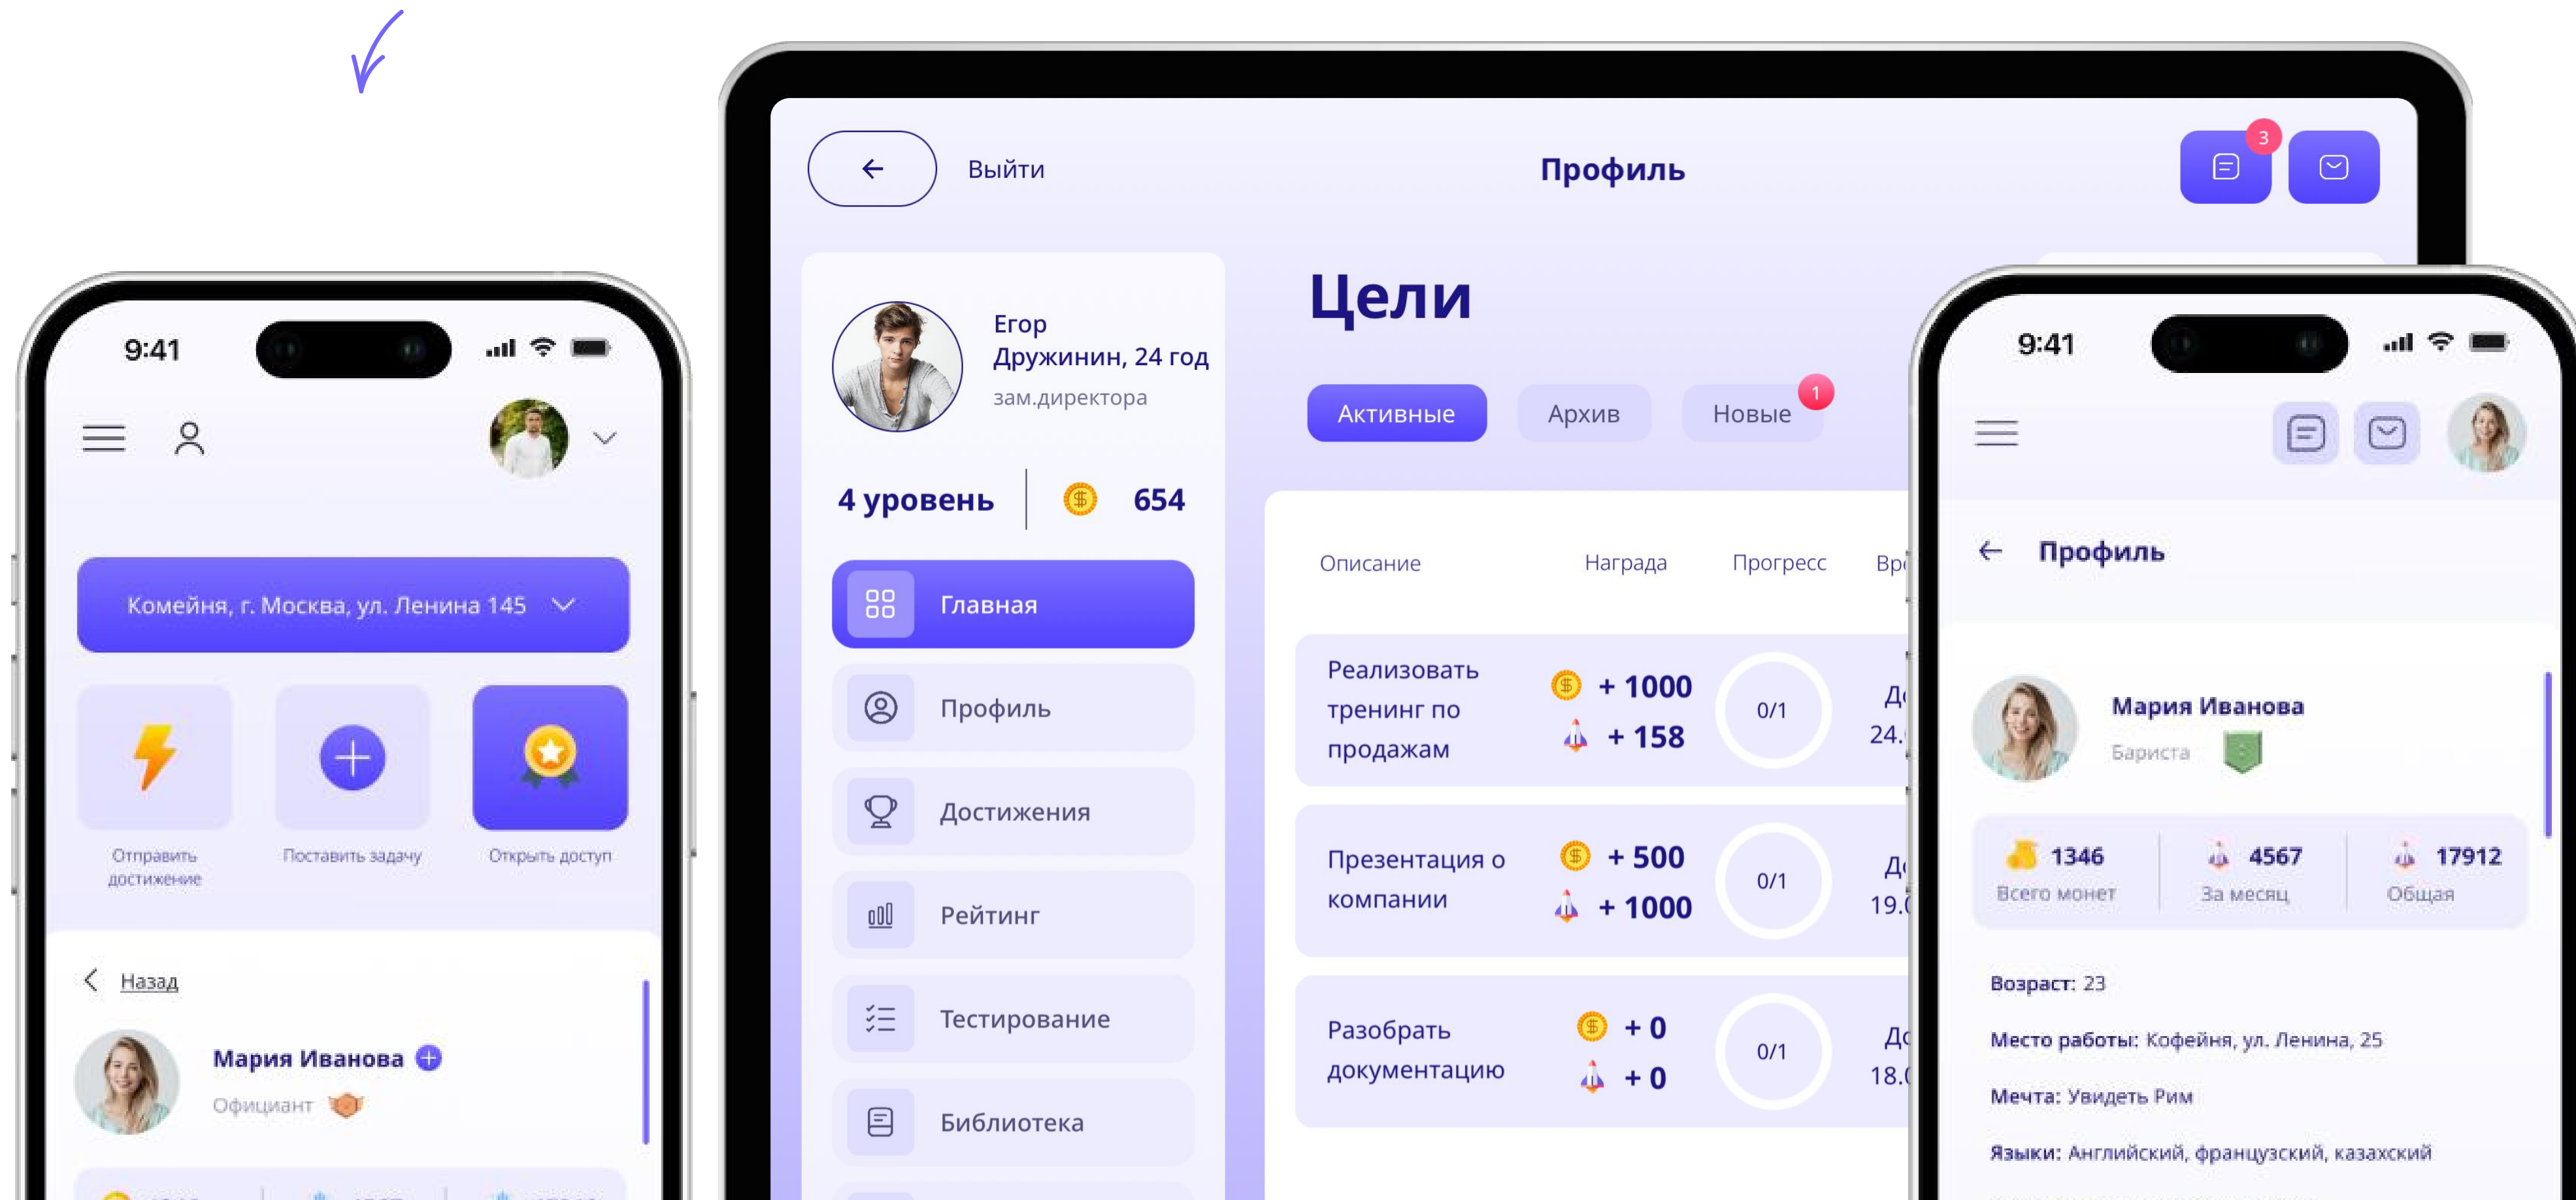 9:41
Комейня, г. Москва, ул. Ленина 145
Отправить
достижение
Поставить задачу
Открыть доступ
Назад
Мария Иванова
Официант
Выйти
Профиль
3
Егор
Дружинин, 24 год
зам.директора
4 уровень
654
Главная
Профиль
Достижения
Рейтинг
Тестирование
Библиотека
Цели
Активные
Архив
Новые
1
Описание
Награда
Прогресс
Реализовать
тренинг по
продажам
+ 1000
+ 158
0/1
24.
Презентация о
компании
+ 500
+ 1000
0/1
19.
Разобрать
документацию
+ 0
+ 0
0/1
18.
9:41
Профиль
Мария Иванова
Бариста
1346
Всего монет
4567
За месяц
17912
Общая
Возраст: 23
Место работы: Кофейня, ул. Ленина, 25
Мечта: Увидеть Рим
Языки: Английский, французский, казахский